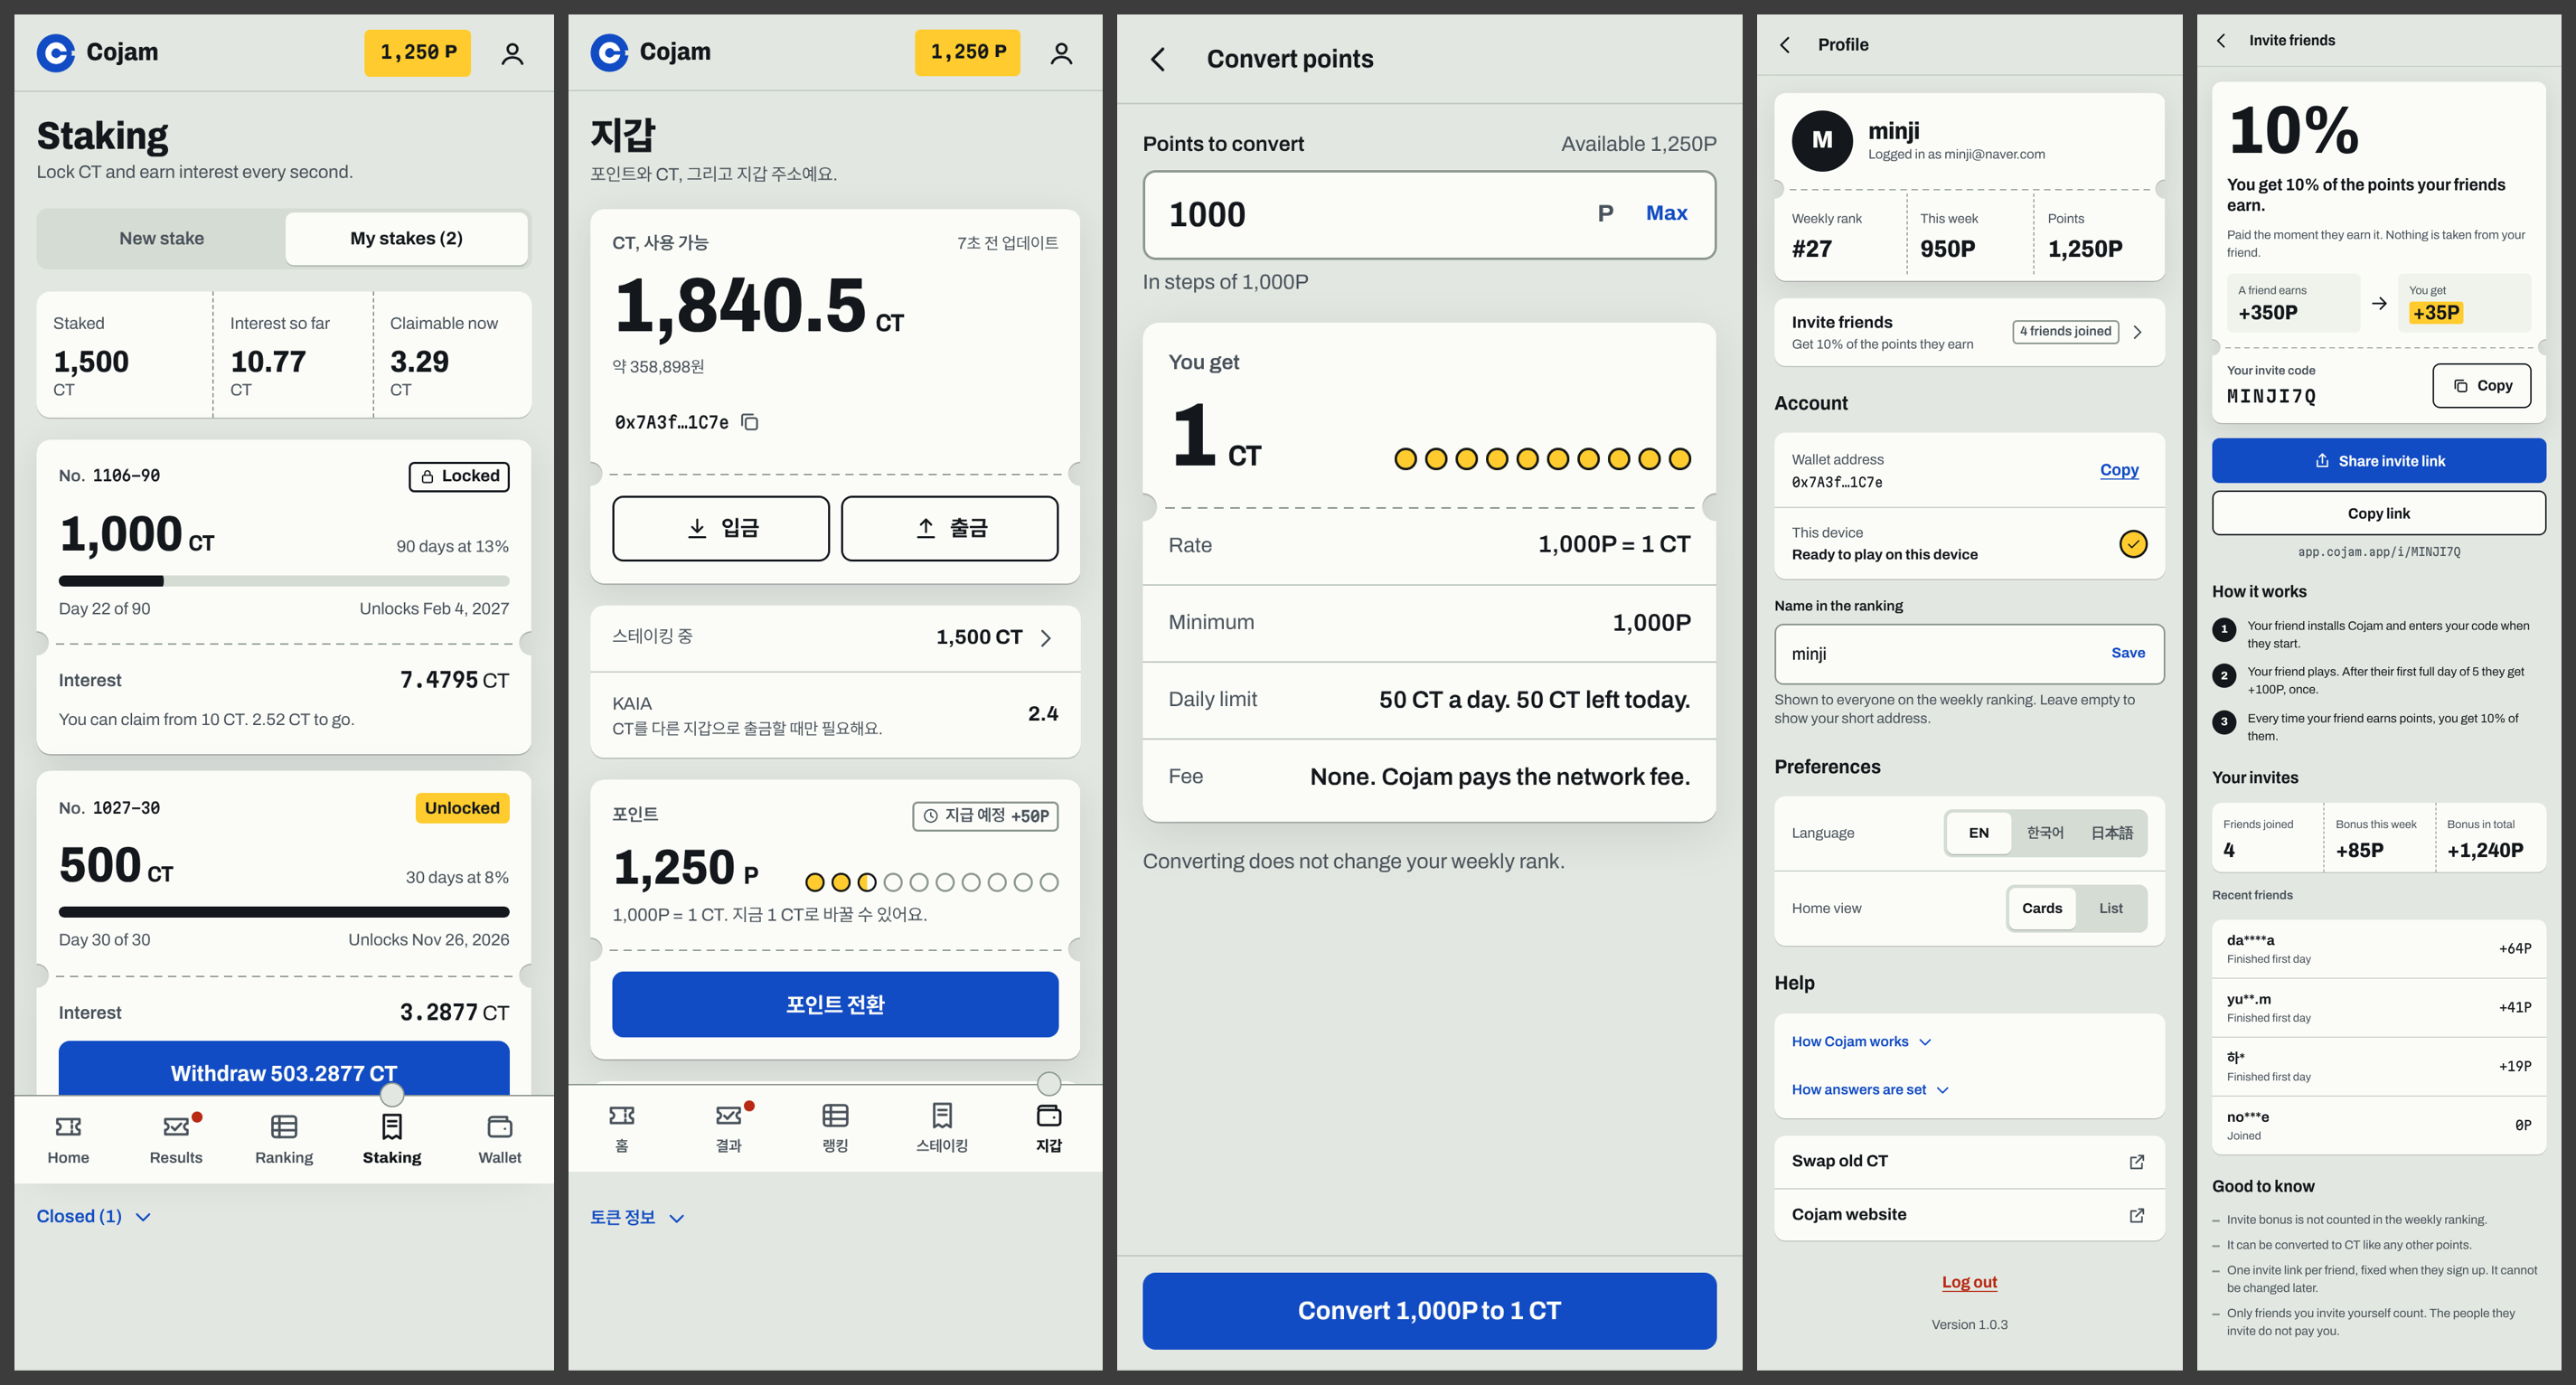 Cojam
1,250 P
Staking
Lock CT and earn interest every second.
New stake
My stakes (2)
Staked
1,500
CT
Interest so far
10.77
CT
Claimable now
3.29
CT
No. 1106-90
Locked
1,000 CT
90 days at 13%
Day 22 of 90
Unlocks Feb 4, 2027
Interest
7.4795 CT
You can claim from 10 CT. 2.52 CT to go.
No. 1027-30
Unlocked
500 CT
30 days at 8%
Day 30 of 30
Unlocks Nov 26, 2026
Interest
3.2877 CT
Withdraw 503.2877 CT
Home
Results
Ranking
Staking
Wallet
Closed (1)
Cojam
1,250 P
지갑
포인트와 CT, 그리고 지갑 주소예요.
CT, 사용 가능
7초 전 업데이트
1,840.5 CT
약 358,898원
0x7A3f…1C7e
입금
출금
스테이킹 중
1,500 CT
KAIA
CT를 다른 지갑으로 출금할 때만 필요해요.
2.4
포인트
지급 예정 +50P
1,250 P
1,000P = 1 CT. 지금 1 CT로 바꿀 수 있어요.
포인트 전환
홈
결과
랭킹
스테이킹
지갑
토큰 정보
Convert points
Points to convert
Available 1,250P
1000
P
Max
In steps of 1,000P
You get
1 CT
Rate
1,000P = 1 CT
Minimum
1,000P
Daily limit
50 CT a day. 50 CT left today.
Fee
None. Cojam pays the network fee.
Converting does not change your weekly rank.
Convert 1,000P to 1 CT
Profile
M
minji
Logged in as minji@naver.com
Weekly rank
#27
This week
950P
Points
1,250P
Invite friends
Get 10% of the points they earn
4 friends joined
Account
Wallet address
0x7A3f…1C7e
Copy
This device
Ready to play on this device
Name in the ranking
minji
Save
Shown to everyone on the weekly ranking. Leave empty to
show your short address.
Preferences
Language
EN
한국어
日本語
Home view
Cards
List
Help
How Cojam works
How answers are set
Swap old CT
Cojam website
Log out
Version 1.0.3
Invite friends
10%
You get 10% of the points your friends
earn.
Paid the moment they earn it. Nothing is taken from your
friend.
A friend earns
+350P
You get
+35P
Your invite code
MINJI7Q
Copy
Share invite link
Copy link
app.cojam.app/i/MINJI7Q
How it works
1
Your friend installs Cojam and enters your code when
they start.
2
Your friend plays. After their first full day of 5 they get
+100P, once.
3
Every time your friend earns points, you get 10% of
them.
Your invites
Friends joined
4
Bonus this week
+85P
Bonus in total
+1,240P
Recent friends
da****a
Finished first day
+64P
yu**.m
Finished first day
+41P
하*
Finished first day
+19P
no***e
Joined
0P
Good to know
– Invite bonus is not counted in the weekly ranking.
– It can be converted to CT like any other points.
– One invite link per friend, fixed when they sign up. It cannot
be changed later.
– Only friends you invite yourself count. The people they
invite do not pay you.